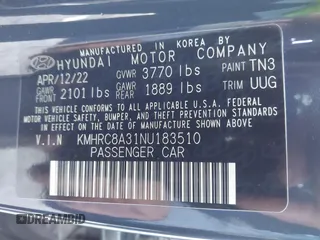 MANUFACTURED IN KOREA BY
HYUNDAI MOTOR COMPANY
APR/12/22 GVWR 3770 lbs PAINT TN3
GAWR FRONT 2101 lbs GAWR REAR 1889 lbs TRIM UUG
THIS VEHICLE CONFORMS TO ALL APPLICABLE
U.S. FEDERAL MOTOR VEHICLE SAFETY, BUMPER,
AND THEFT PREVENTION STANDARDS IN EFFECT ON
THE DATE OF MANUFACTURE SHOWN ABOVE.
V.I.N KMHRC8A31NU183510
PASSENGER CAR
AUTOBIDMASTER